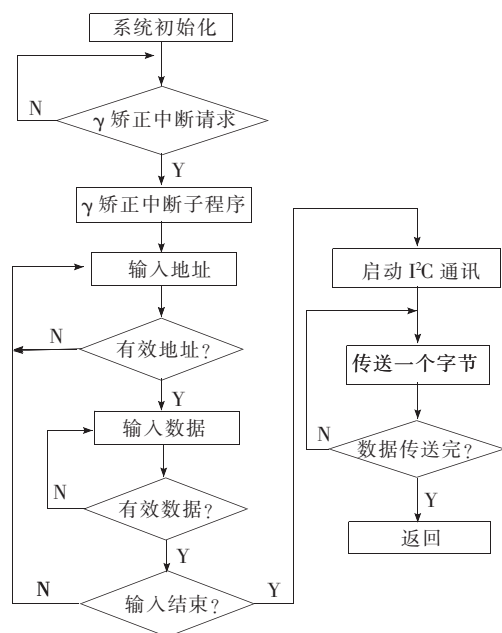 系统初始化
N
γ 矫正中断请求
Y
γ 矫正中断子程序
输入地址
N
有效地址?
Y
输入数据
N
有效数据?
Y
N
输入结束?
Y
启动 I²C 通讯
传送一个字节
N
数据传送完?
Y
返回